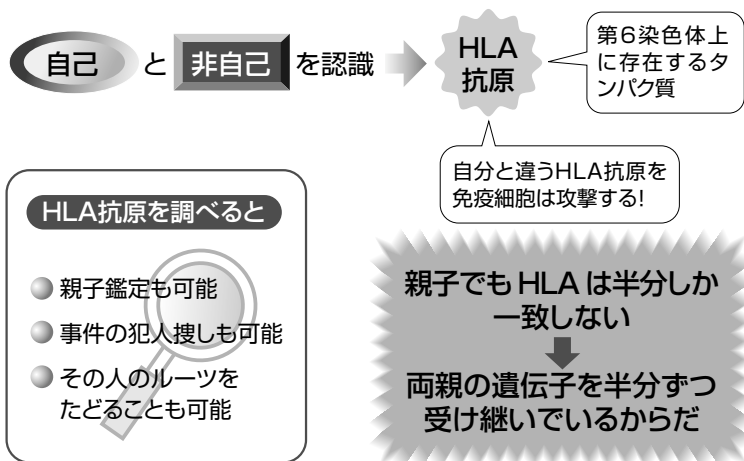 自己 と 非自己 を認識
HLA
抗原
第6染色体上
に存在するタ
ンパク質
自分と違うHLA抗原を
免疫細胞は攻撃する!
HLA抗原を調べると
親子鑑定も可能
事件の犯人捜しも可能
その人のルーツを
たどることも可能
親子でも HLA は半分しか
一致しない
両親の遺伝子を半分ずつ
受け継いでいるからだ